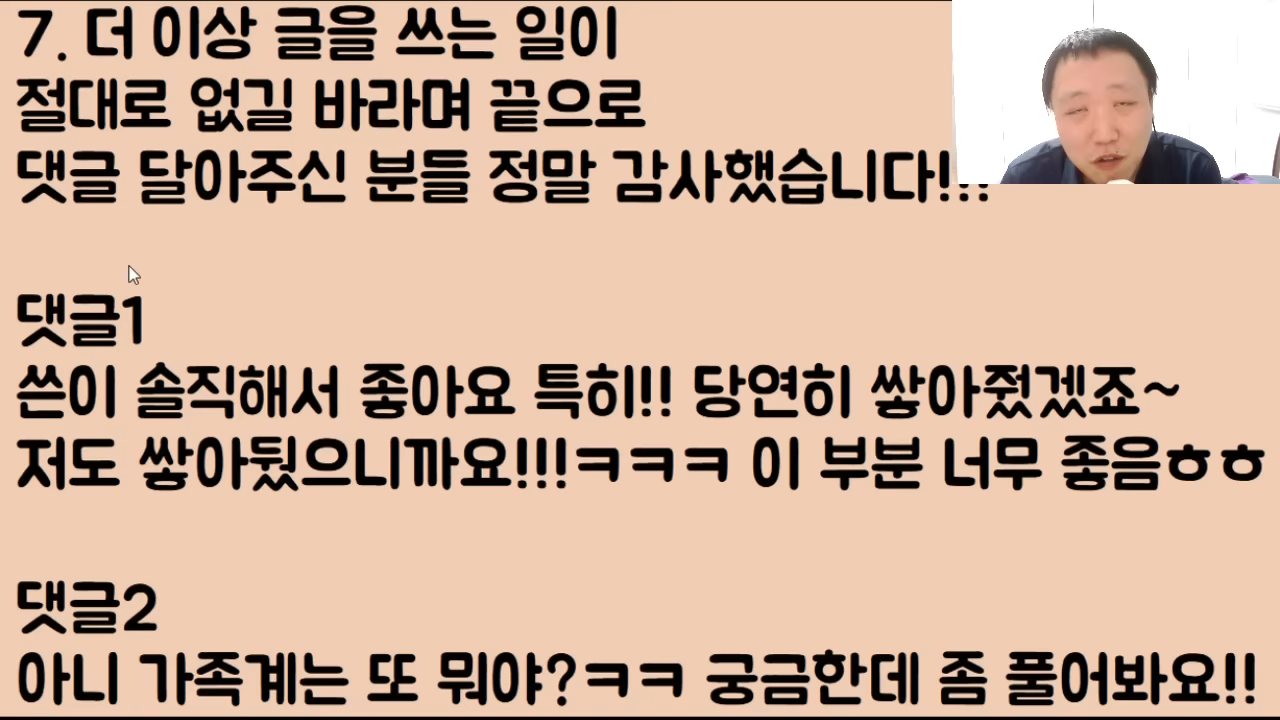 7. 더 이상 글을 쓰는 일이
절대로 없길 바라며 끝으로
댓글 달아주신 분들 정말 감사했습니다!!!
댓글1
쓴이 솔직해서 좋아요 특히!! 당연히 쌓아줬겠죠~
저도 쌓아뒀으니까요!!!ㅋㅋㅋ 이 부분 너무 좋음ㅎㅎ
댓글2
아니 가족계는 또 뭐야?ㅋㅋ 궁금한데 좀 풀어봐요!!